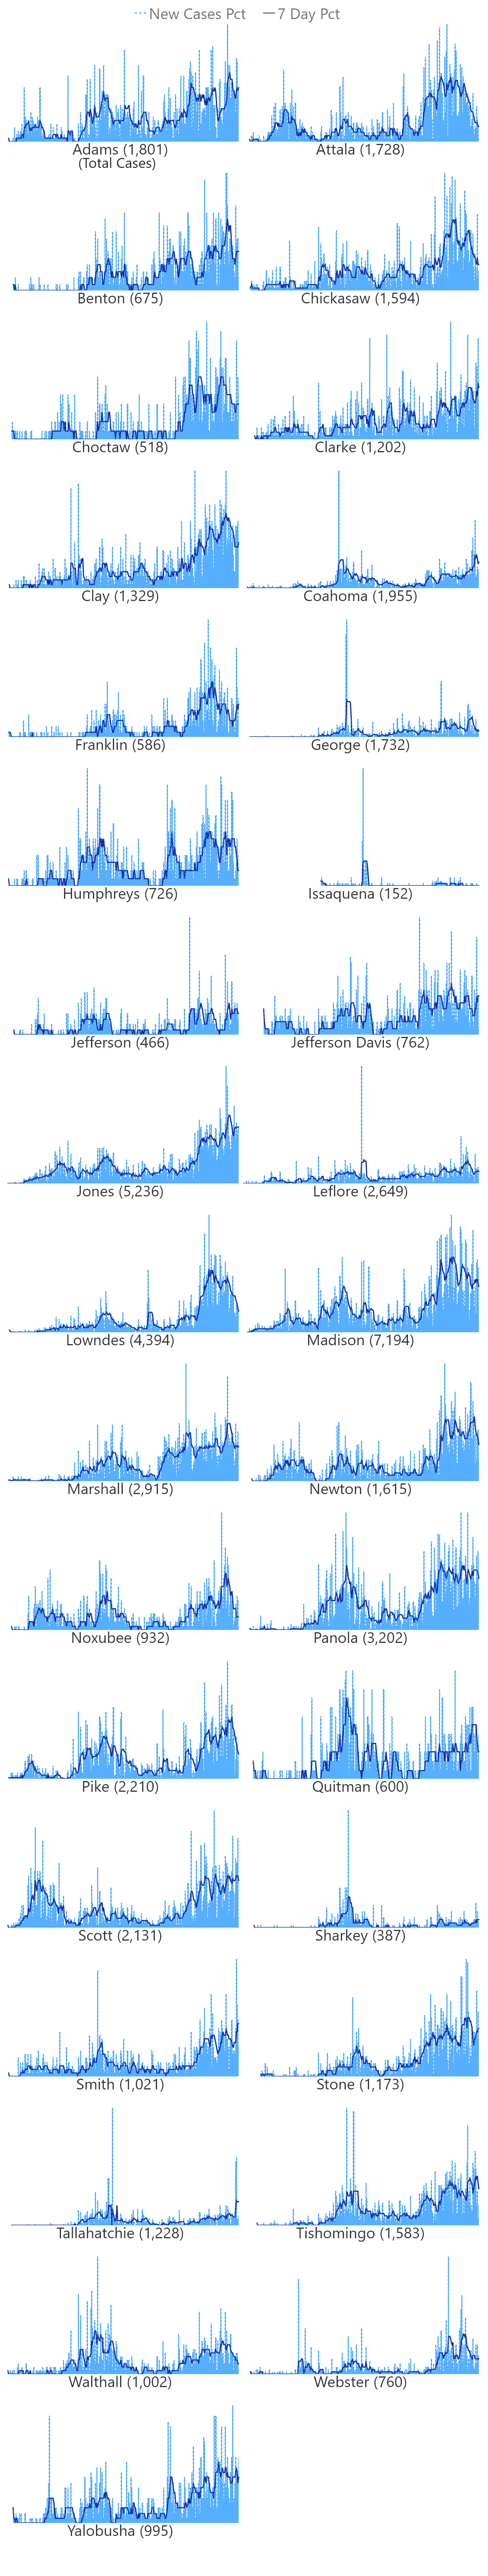 New Cases Pct 7 Day Pct
Adams (1,801) Attala (1,728)
(Total Cases)
Benton (675) Chickasaw (1,594)
Choctaw (518) Clarke (1,202)
Clay (1,329) Coahoma (1,955)
Franklin (586) George (1,732)
Humphreys (726) Issaquena (152)
Jefferson (466) Jefferson Davis (762)
Jones (5,236) Leflore (2,649)
Lowndes (4,394) Madison (7,194)
Marshall (2,915) Newton (1,615)
Noxubee (932) Panola (3,202)
Pike (2,210) Quitman (600)
Scott (2,131) Sharkey (387)
Smith (1,021) Stone (1,173)
Tallahatchie (1,228) Tishomingo (1,583)
Walthall (1,002) Webster (760)
Yalobusha (995)